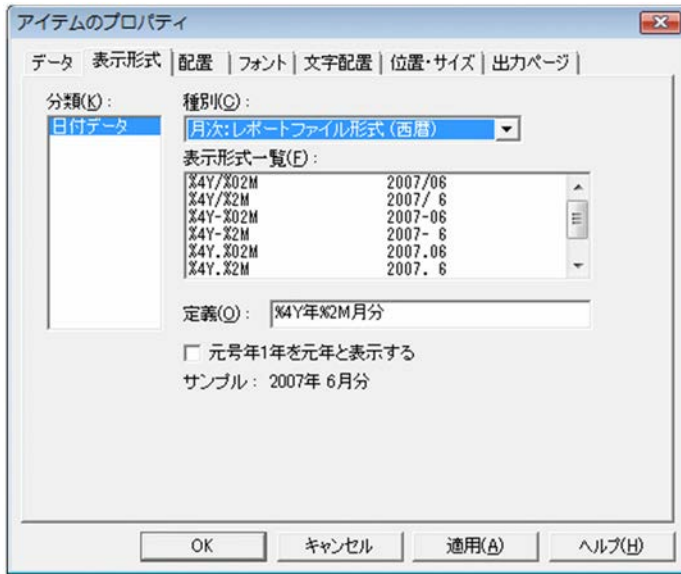 アイテムのプロパティ
データ 表示形式 配置 フォント 文字配置 位置・サイズ 出力ページ
分類(K)： 種別(C)：
日付データ 月次:レポートファイル形式(西暦)
表示形式一覧(F)：
%4Y/%02M 2007/06
%4Y/%2M 2007/ 6
%4Y-%02M 2007-06
%4Y-%2M 2007- 6
%4Y.%02M 2007.06
%4Y.%2M 2007. 6
定義(O)： %4Y年%2M月分
元号年1年を元年と表示する
サンプル： 2007年 6月分
OK キャンセル 適用(A) ヘルプ(H)